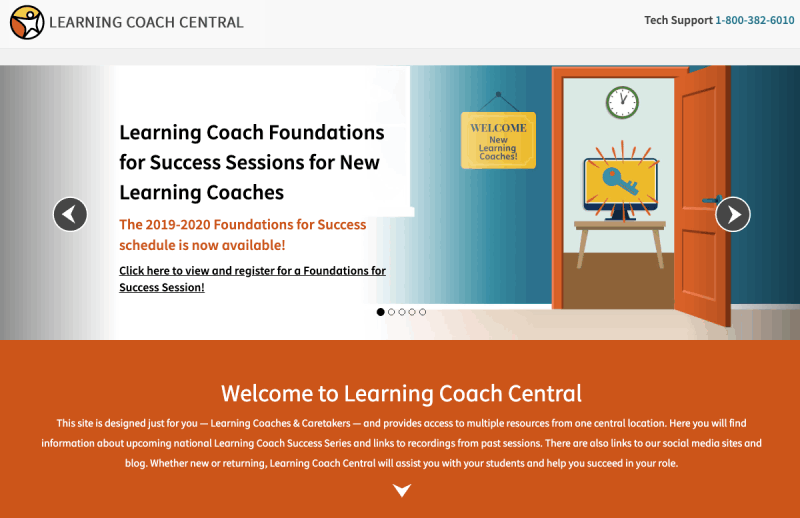 LEARNING COACH CENTRAL
Tech Support 1-800-382-6010
Learning Coach Foundations
for Success Sessions for New
Learning Coaches
The 2019-2020 Foundations for Success
schedule is now available!
Click here to view and register for a Foundations for
Success Session!
WELCOME
New
Learning
Coaches!
Welcome to Learning Coach Central
This site is designed just for you — Learning Coaches & Caretakers — and provides access to multiple resources from one central location. Here you will find
information about upcoming national Learning Coach Success Series and links to recordings from past sessions. There are also links to our social media sites and
blog. Whether new or returning, Learning Coach Central will assist you with your students and help you succeed in your role.